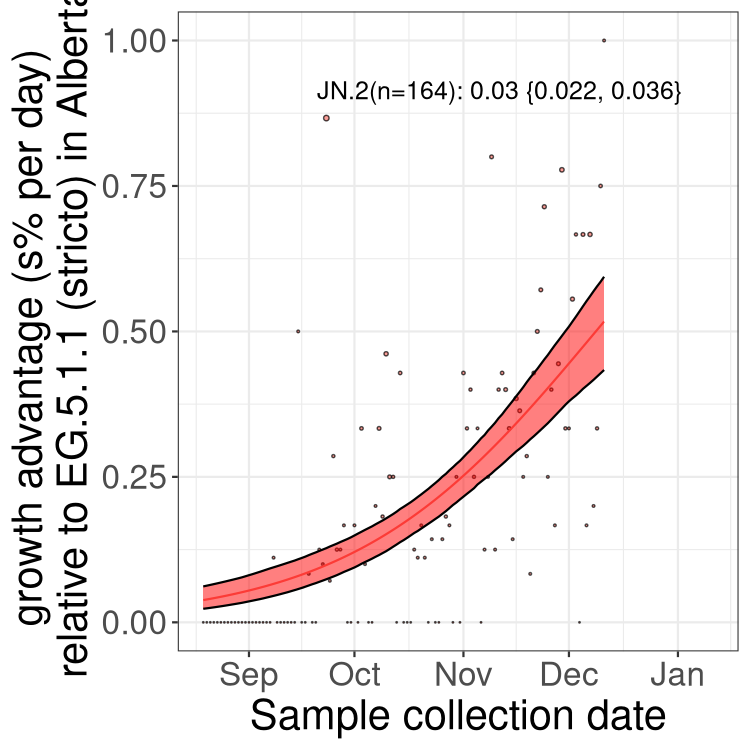 growth advantage (s% per day)
relative to EG.5.1.1 (stricto) in Alberta
1.00
0.75
0.50
0.25
0.00
JN.2(n=164): 0.03 {0.022, 0.036}
Sep Oct Nov Dec Jan
Sample collection date